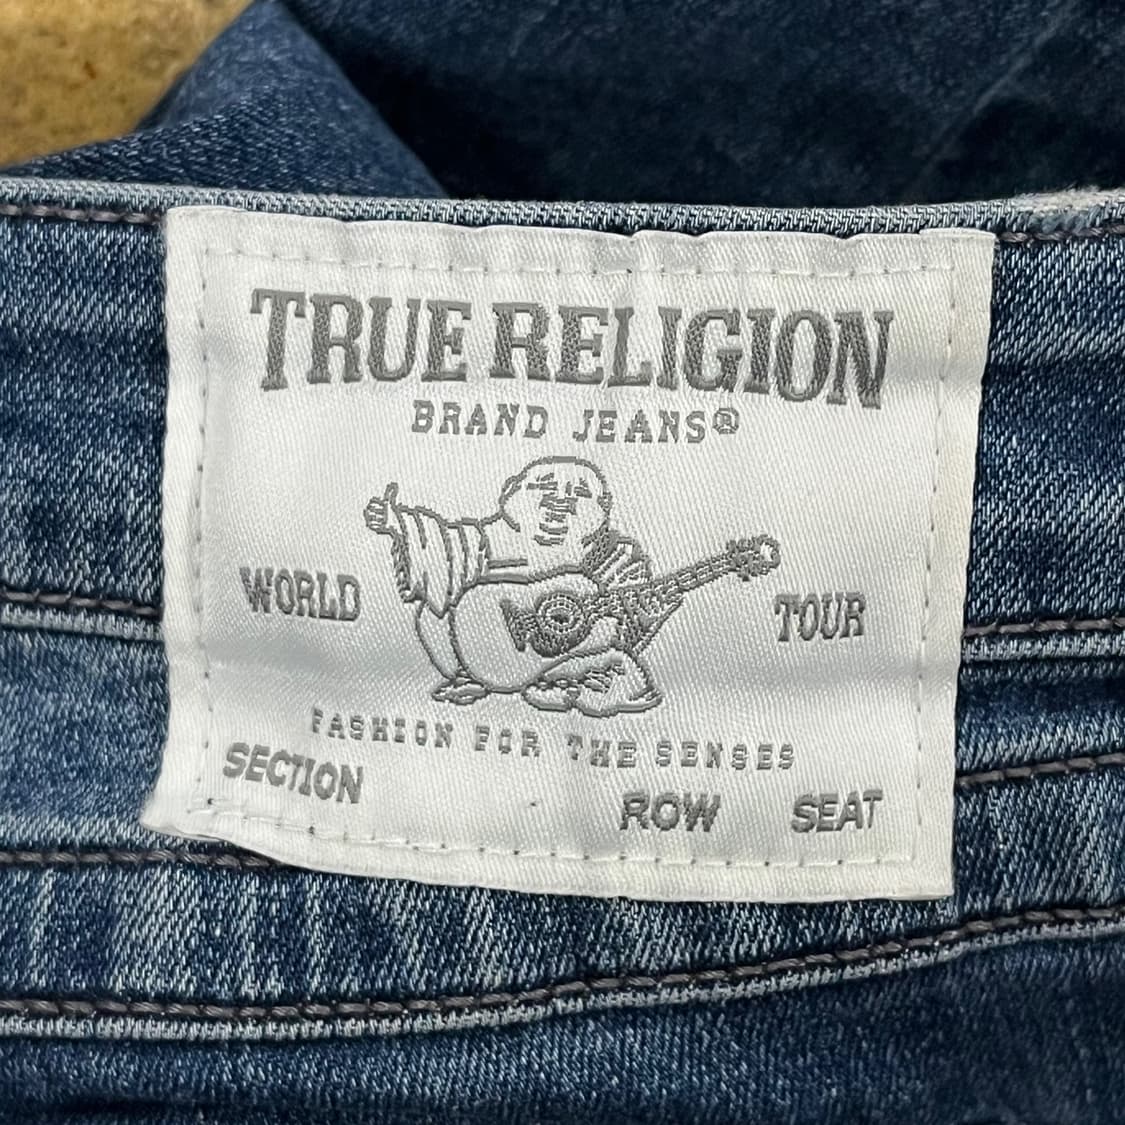 TRUE RELIGION
BRAND JEANS®
WORLD TOUR
FASHION FOR THE SENSES
SECTION ROW SEAT